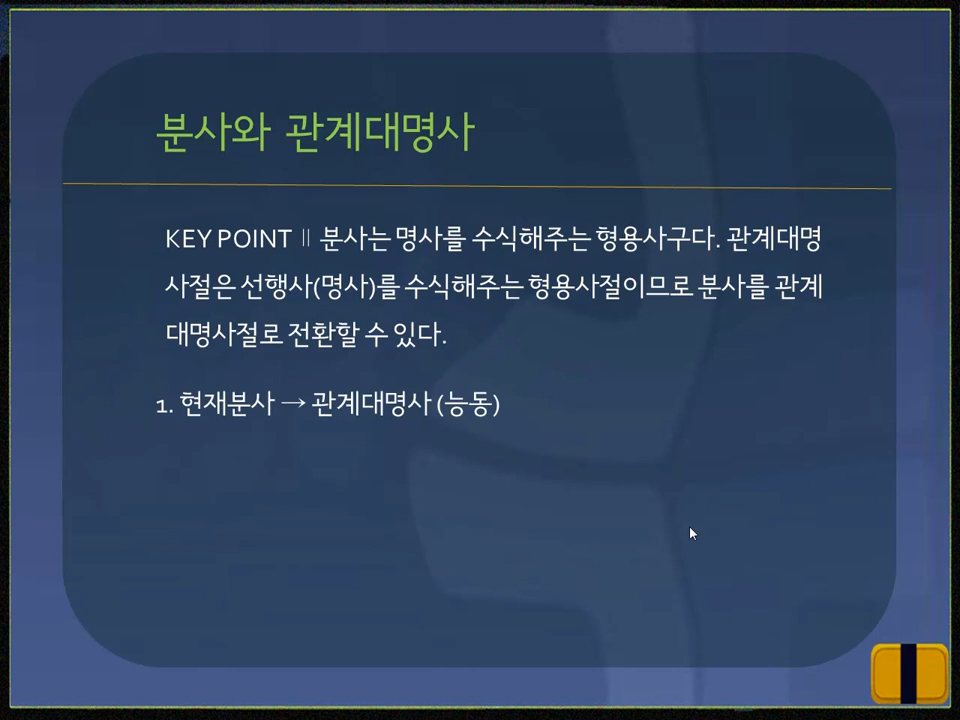 분사와 관계대명사
KEY POINT ∥ 분사는 명사를 수식해주는 형용사구다. 관계대명
사절은 선행사(명사)를 수식해주는 형용사절이므로 분사를 관계
대명사절로 전환할 수 있다.
1. 현재분사 → 관계대명사 (능동)